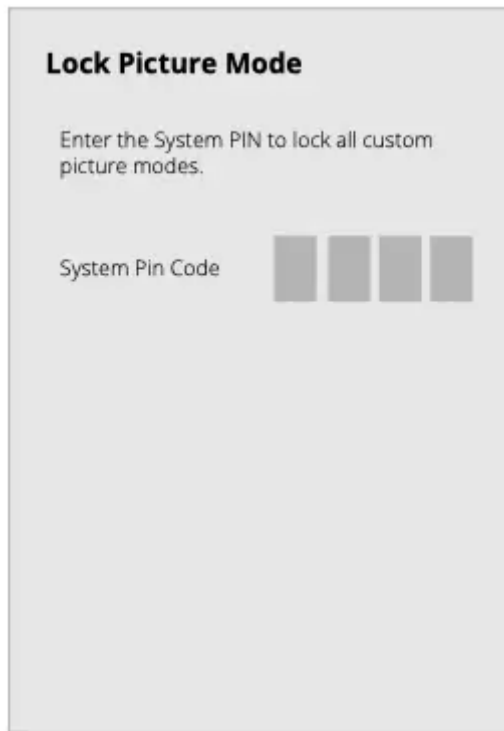 Lock Picture Mode
Enter the System PIN to lock all custom
picture modes.
System Pin Code